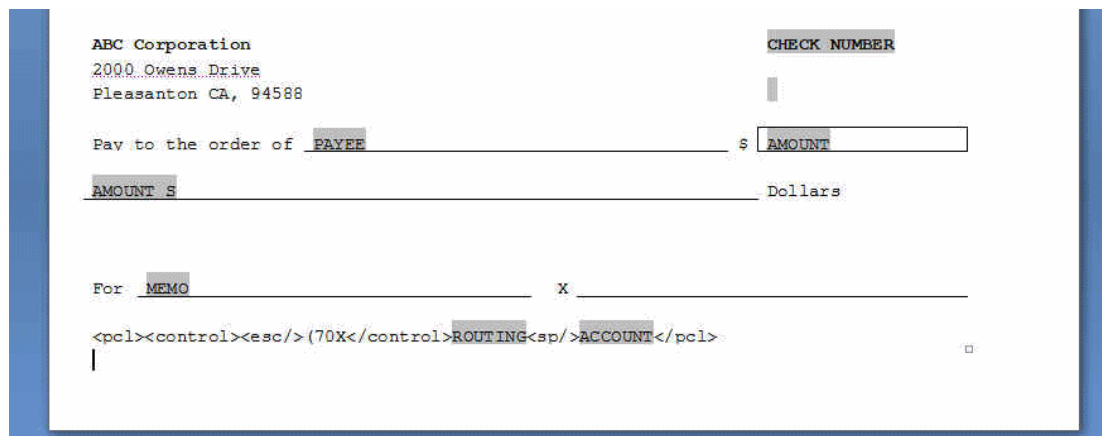 ABC Corporation CHECK NUMBER
2000 Owens Drive
Pleasanton CA, 94588
Pay to the order of PAYEE $ AMOUNT
AMOUNT S Dollars
For MEMO X
<pcl><control><esc/>(70X</control>ROUTING<sp/>ACCOUNT</pcl>